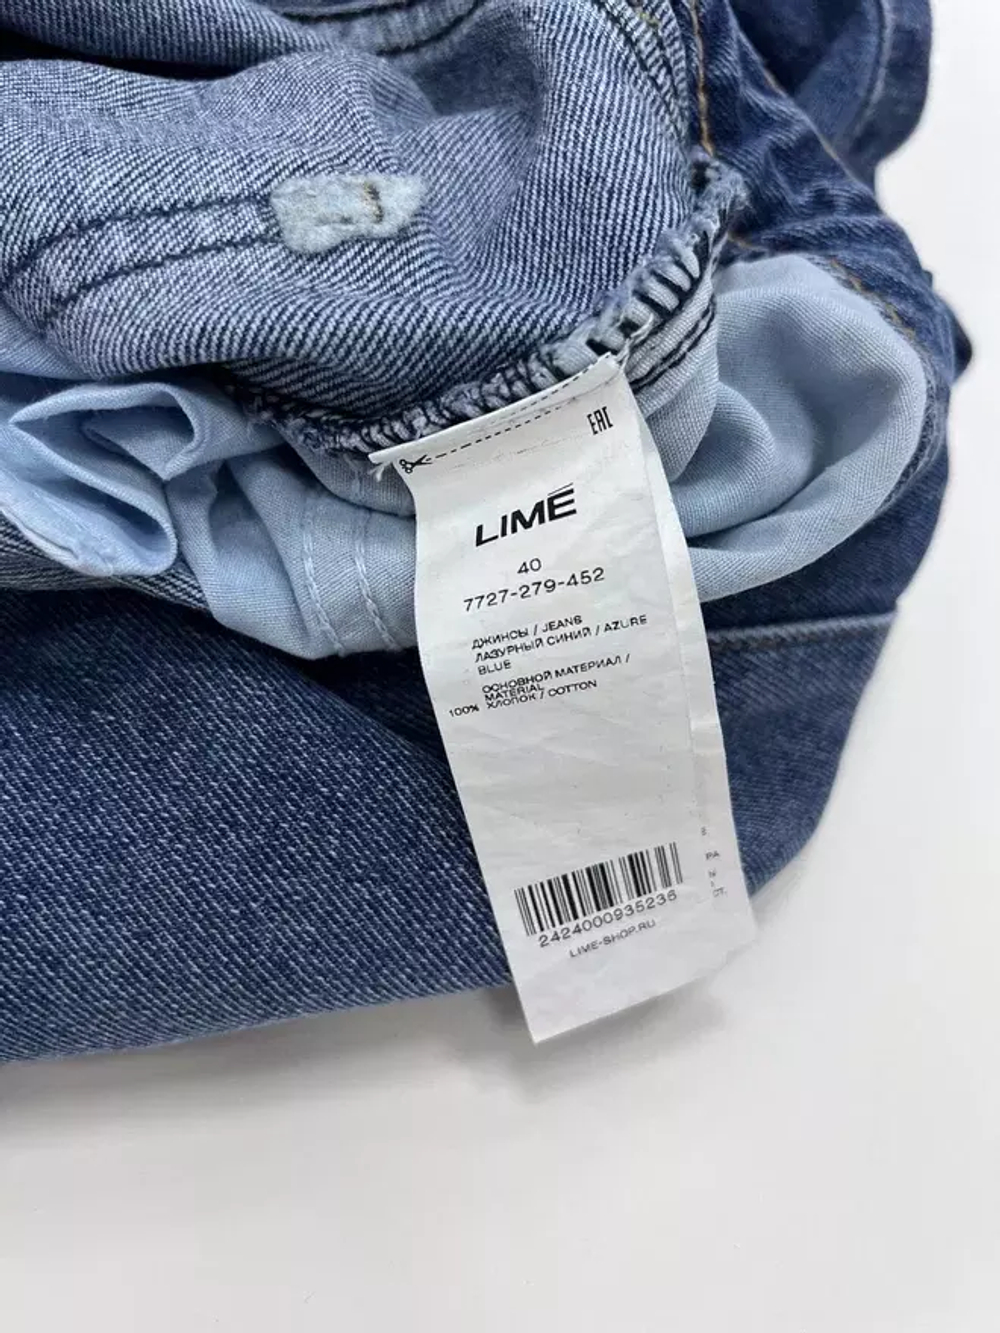 EAC
LIMÉ
40
7727-279-452
ДЖИНСЫ / JEANS
ЛАЗУРНЫЙ СИНИЙ / AZURE
BLUE
ОСНОВНОЙ МАТЕРИАЛ /
MATERIAL
100% ХЛОПОК / COTTON
2424000935236
LIME-SHOP.RU